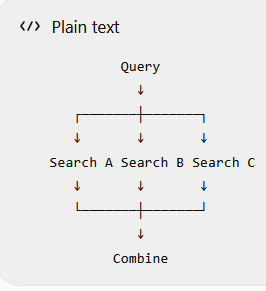 </> Plain text
Query
↓
┌───────┼───────┐
↓ ↓ ↓
Search A Search B Search C
↓ ↓ ↓
└───────┼───────┘
↓
Combine